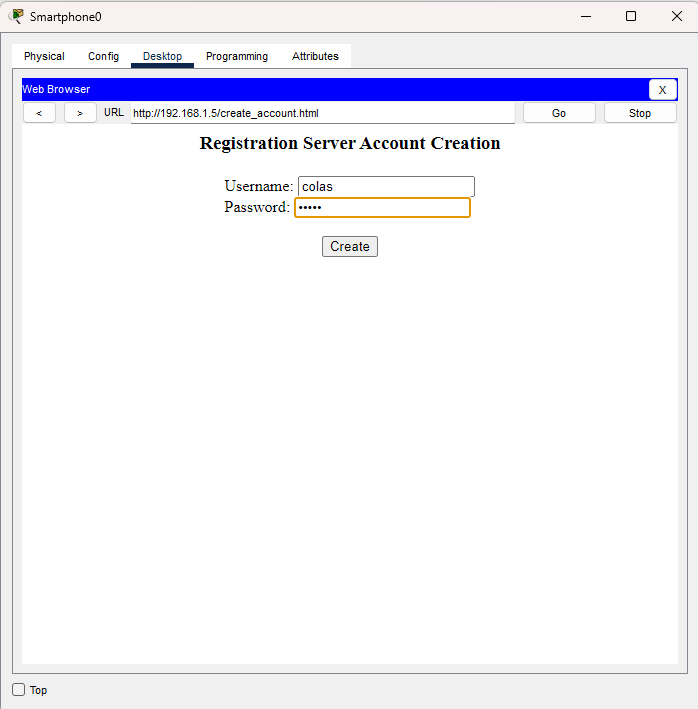 Smartphone0
Physical Config Desktop Programming Attributes
Web Browser X
< > URL http://192.168.1.5/create_account.html Go Stop
Registration Server Account Creation
Username: colas
Password: •••••
Create
Top